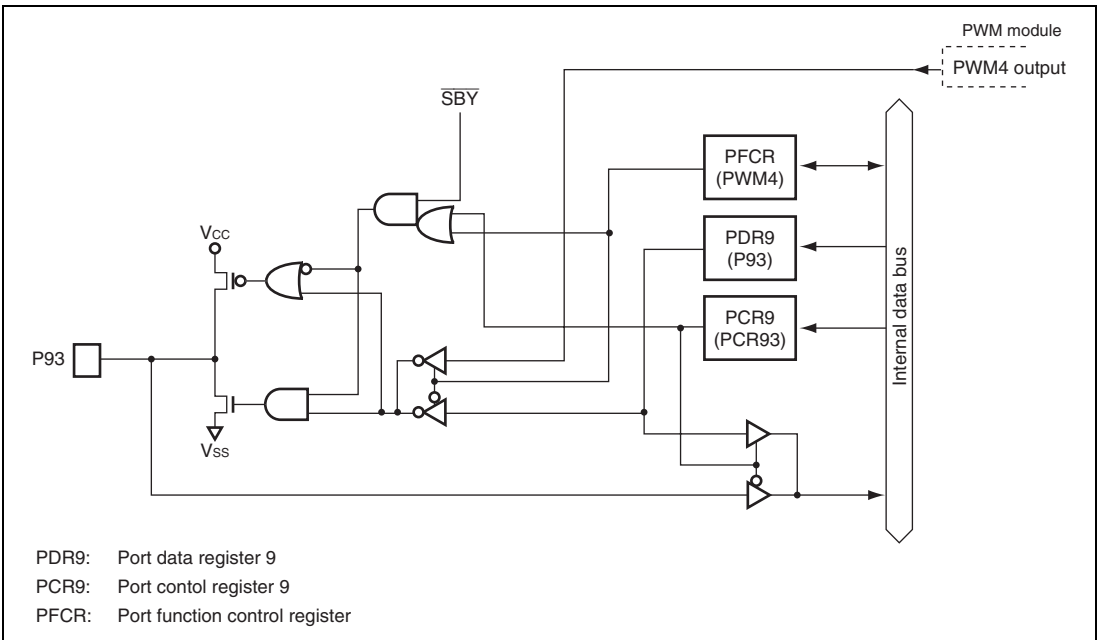 PWM module
PWM4 output
SBY
PFCR
(PWM4)
PDR9
(P93)
PCR9
(PCR93)
Internal data bus
VCC
P93
VSS
PDR9: Port data register 9
PCR9: Port contol register 9
PFCR: Port function control register